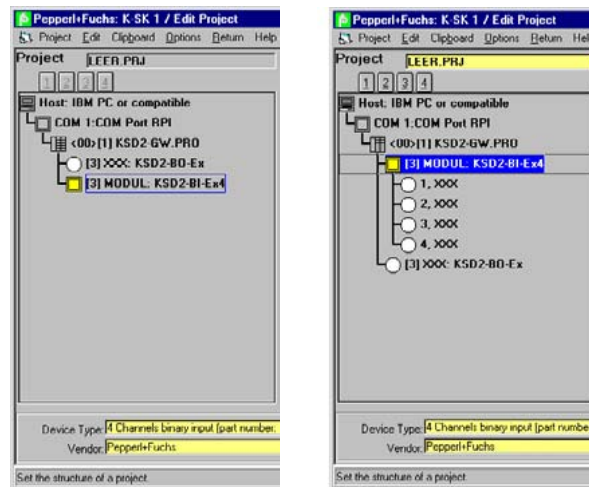 Pepperl+Fuchs: K-SK 1 / Edit Project
Project Edit Clipboard Options Return Help
Project LEER.PRJ
1 2 3 4
Host: IBM PC or compatible
COM 1:COM Port RPI
<00>[1] KSD2-GW.PRO
[3] XXX: KSD2-BO-Ex
[3] MODUL: KSD2-BI-Ex4
Device Type: 4 Channels binary input (part number:
Vendor: Pepperl+Fuchs
Set the structure of a project.
Pepperl+Fuchs: K-SK 1 / Edit Project
Project Edit Clipboard Options Return Hel
Project LEER.PRJ
1 2 3 4
Host: IBM PC or compatible
COM 1:COM Port RPI
<00>[1] KSD2-GW.PRO
[3] MODUL: KSD2-BI-Ex4
1, XXX
2, XXX
3, XXX
4, XXX
[3] XXX: KSD2-BO-Ex
Device Type: 4 Channels binary input (part numbe
Vendor: Pepperl+Fuchs
Set the structure of a project.